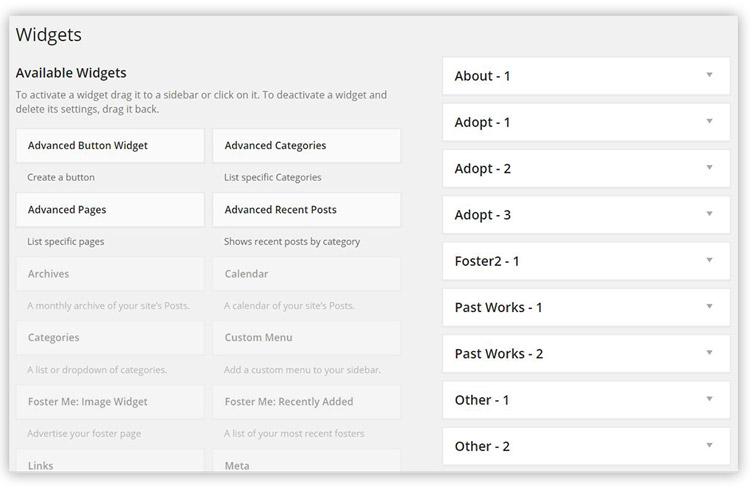 Widgets
Available Widgets
To activate a widget drag it to a sidebar or click on it. To deactivate a widget and
delete its settings, drag it back.
Advanced Button Widget
Advanced Categories
Create a button
List specific Categories
Advanced Pages
Advanced Recent Posts
List specific pages
Shows recent posts by category
Archives
Calendar
A monthly archive of your site's Posts.
A calendar of your site's Posts.
Categories
Custom Menu
A list or dropdown of categories.
Add a custom menu to your sidebar.
Foster Me: Image Widget
Foster Me: Recently Added
Advertise your foster page
A list of your most recent fosters
Links
Meta
About - 1
Adopt - 1
Adopt - 2
Adopt - 3
Foster2 - 1
Past Works - 1
Past Works - 2
Other - 1
Other - 2